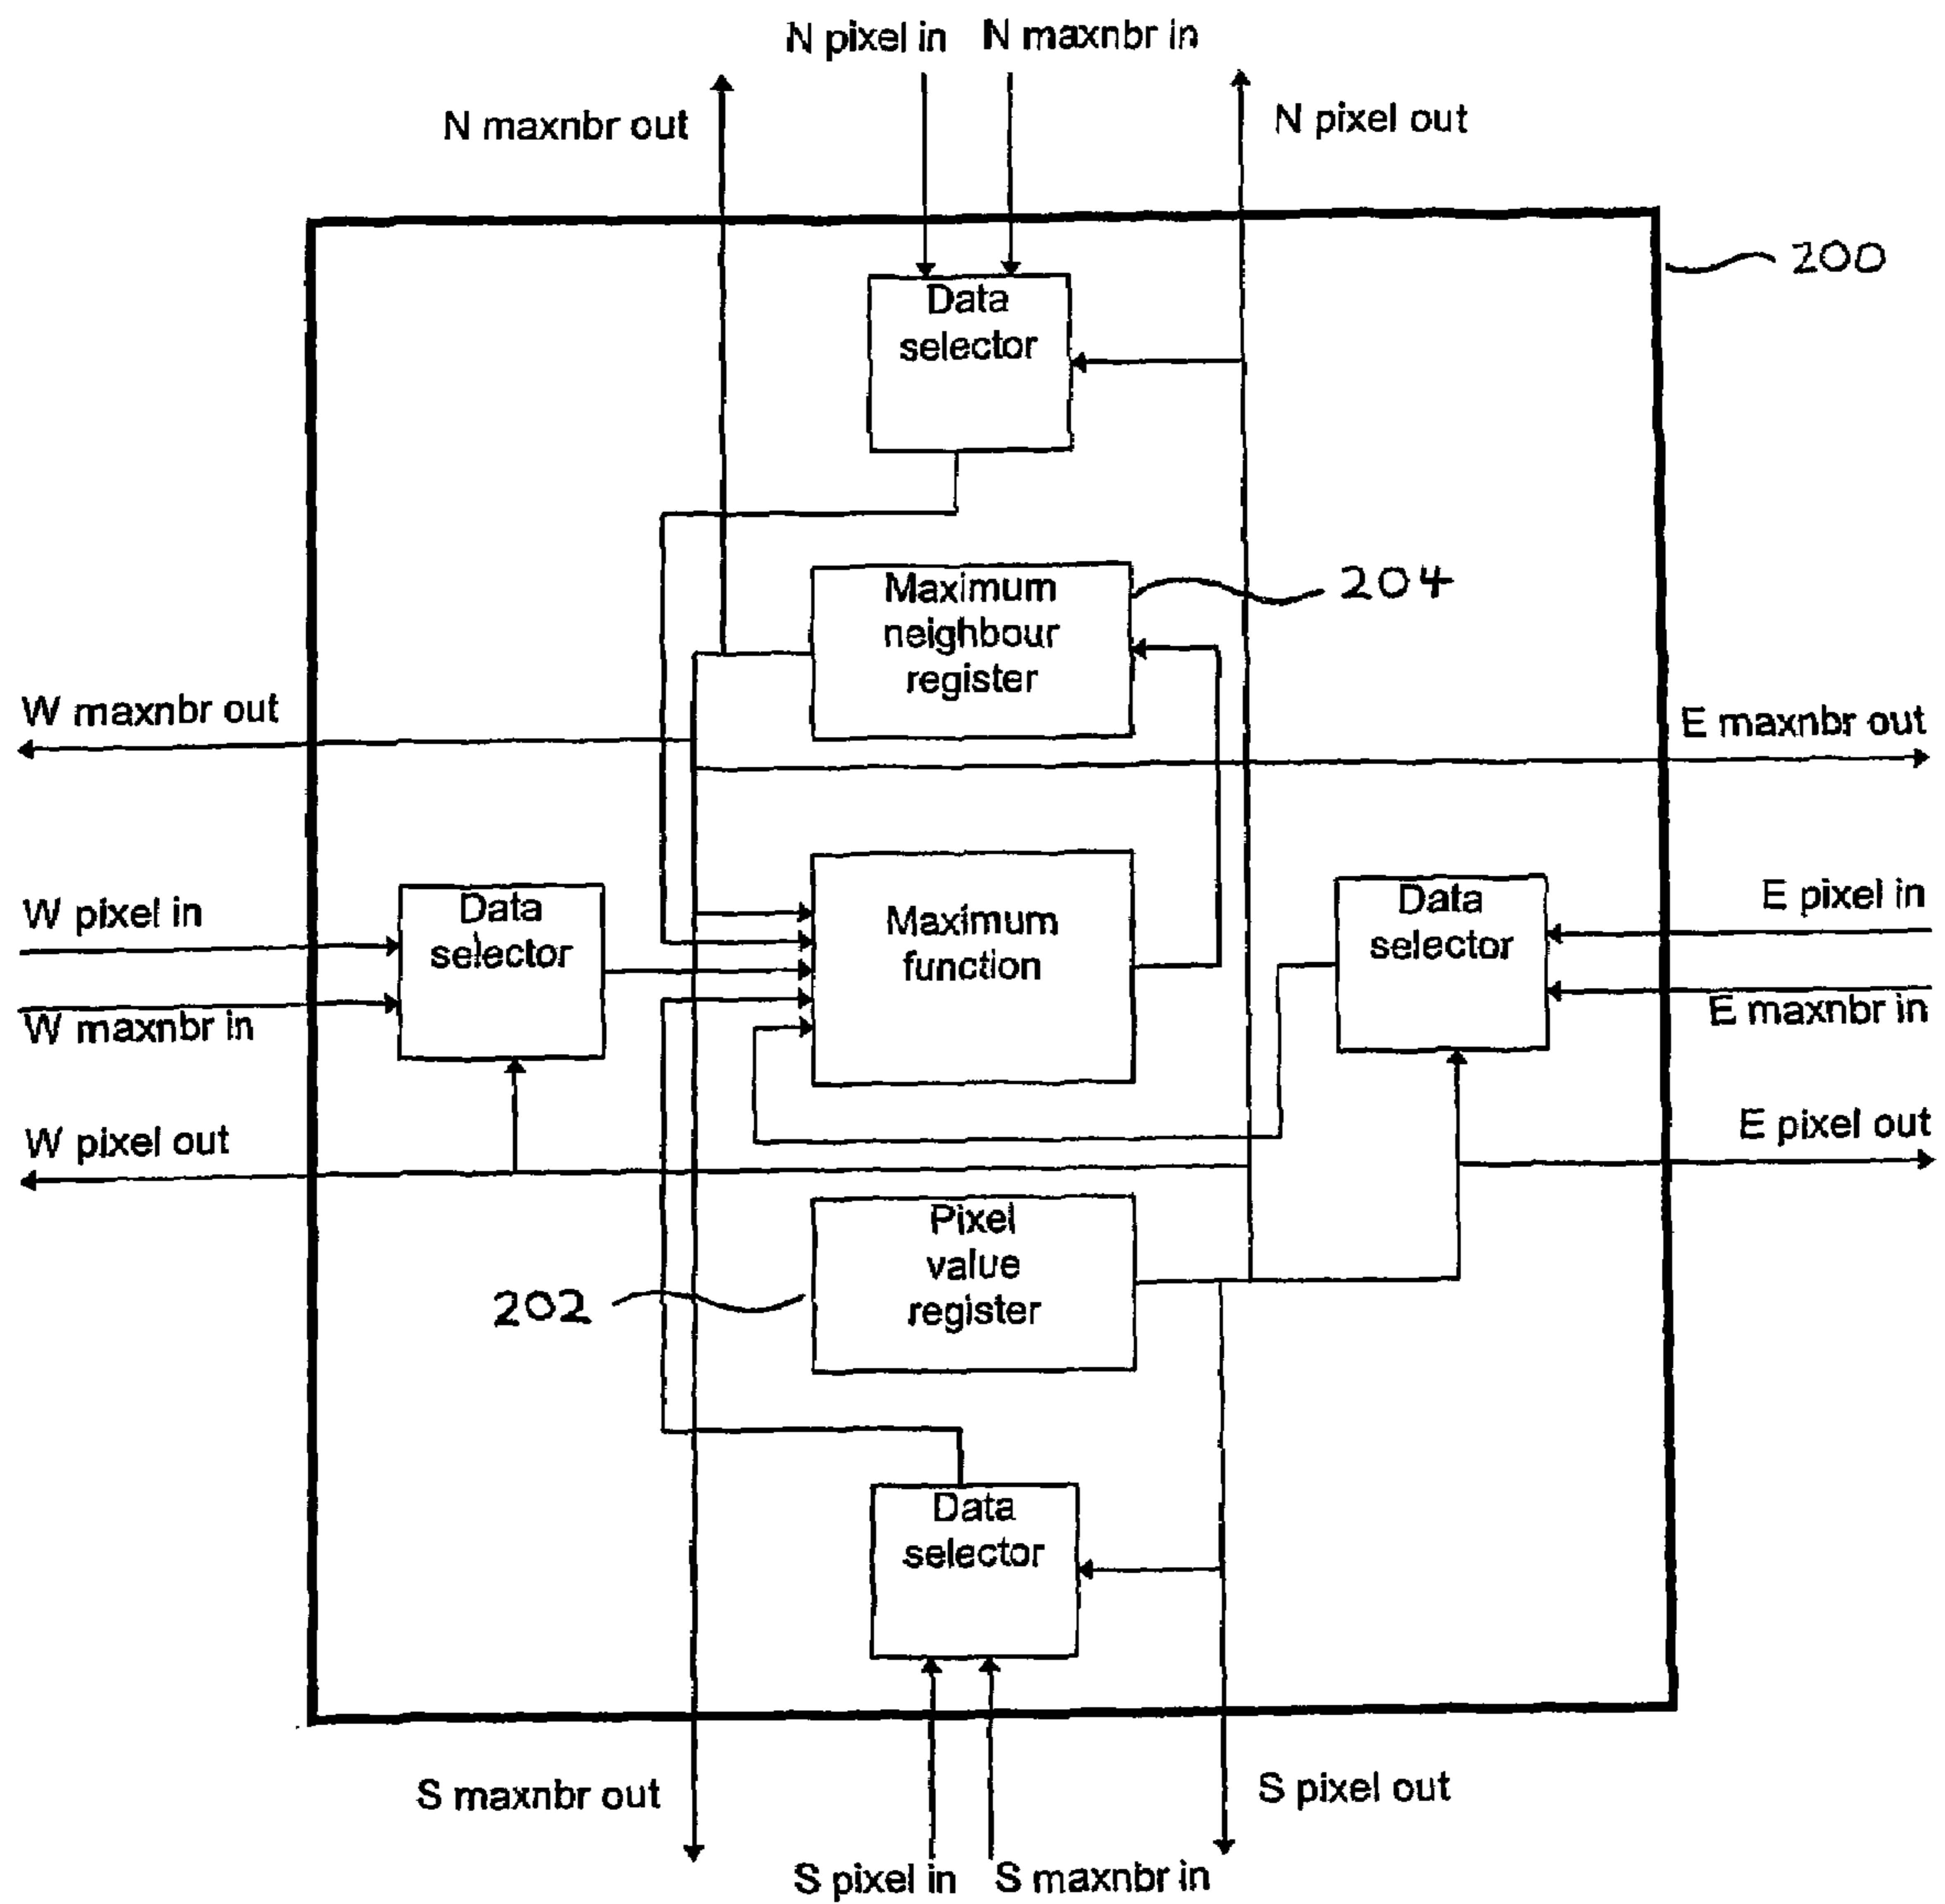 N pixel in N maxnbr in
N maxnbr out
N pixel out
200
Data
selector
Maximum
neighbour
register
204
W maxnbr out
E maxnbr out
W pixel in
Data
selector
Maximum
function
Data
selector
E pixel in
W maxnbr in
E maxnbr in
W pixel out
E pixel out
Pixel
value
register
202
Data
selector
S maxnbr out
S pixel out
S pixel in S maxnbr in